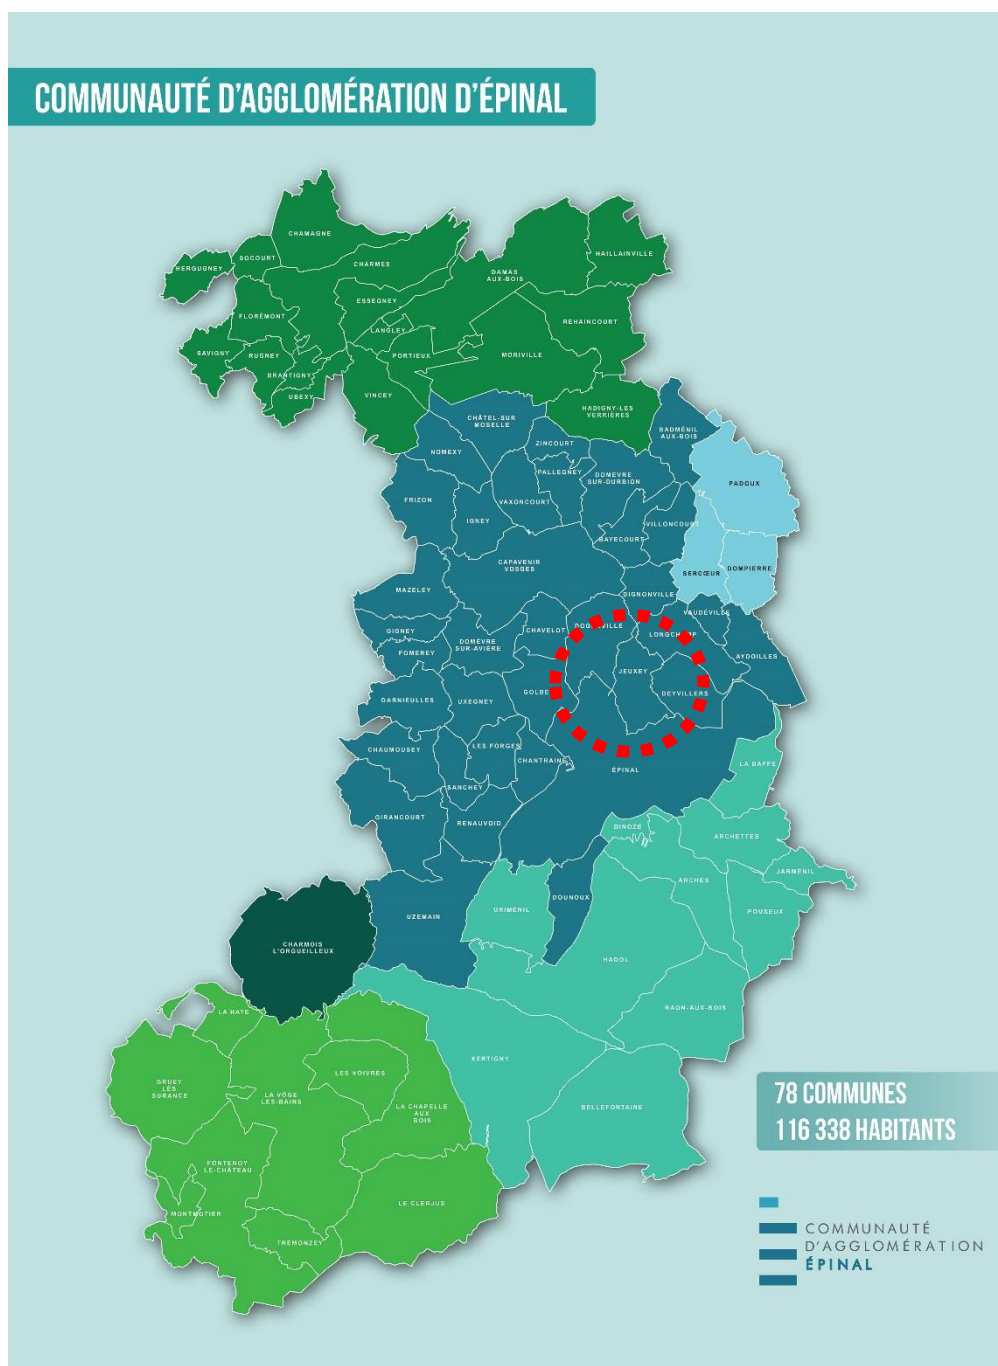 COMMUNAUTÉ D'AGGLOMÉRATION D'ÉPINAL
CHAMAGNE
HAILLAINVILLE
SOCOURT
HERGUGNEY
CHARMES
DAMAS
AUX-BOIS
ESSEGNEY
FLORÉMONT
REHAINCOURT
LANGLEY
SAVIGNY
RUGNEY
PORTIEUX
MORIVILLE
BRANTIGNY
UBEXY
VINCEY
HADIGNY-LES
VERRIÈRES
CHÂTEL-SUR
MOSELLE
BADMÉNIL
AUX-BOIS
NOMEXY
ZINCOURT
PALLEGNEY
DOMEVRE
SUR-DURBION
PADOUX
FRIZON
VAXONCOURT
IGNEY
VILLONCOURT
BAYECOURT
CAPAVENIR
VOSGES
SERCŒUR
DOMPIERRE
MAZELEY
DIGNONVILLE
VAUDÉVILLE
GIGNEY
CHAVELOT
LONGCHAMP
DOMÈVRE
SUR-AVIÈRE
FOMEREY
AYDOILLES
JEUXEY
DARNIEULLES
UXEGNEY
GOLBE
DEYVILLERS
CHAUMOUSEY
LES FORGES
CHANTRAINE
ÉPINAL
LA BAFFE
SANCHEY
GIRANCOURT
RENAUVOID
DINOZÉ
ARCHETTES
JARMÉNIL
ARCHES
URIMÉNIL
DOUNOUX
POUXEUX
UZEMAIN
CHARMOIS
L'ORGUEILLEUX
HADOL
RAON-AUX-BOIS
LA HAYE
XERTIGNY
LES VOIVRES
GRUEY
LÈS
SURANCE
LA VÔGE
LES-BAINS
LA CHAPELLE
AUX
BOIS
BELLEFONTAINE
FONTENOY
LE-CHÂTEAU
LE CLERJUS
MONTMOTIER
TRÉMONZEY
78 COMMUNES
116 338 HABITANTS
COMMUNAUTÉ
D'AGGLOMÉRATION
ÉPINAL